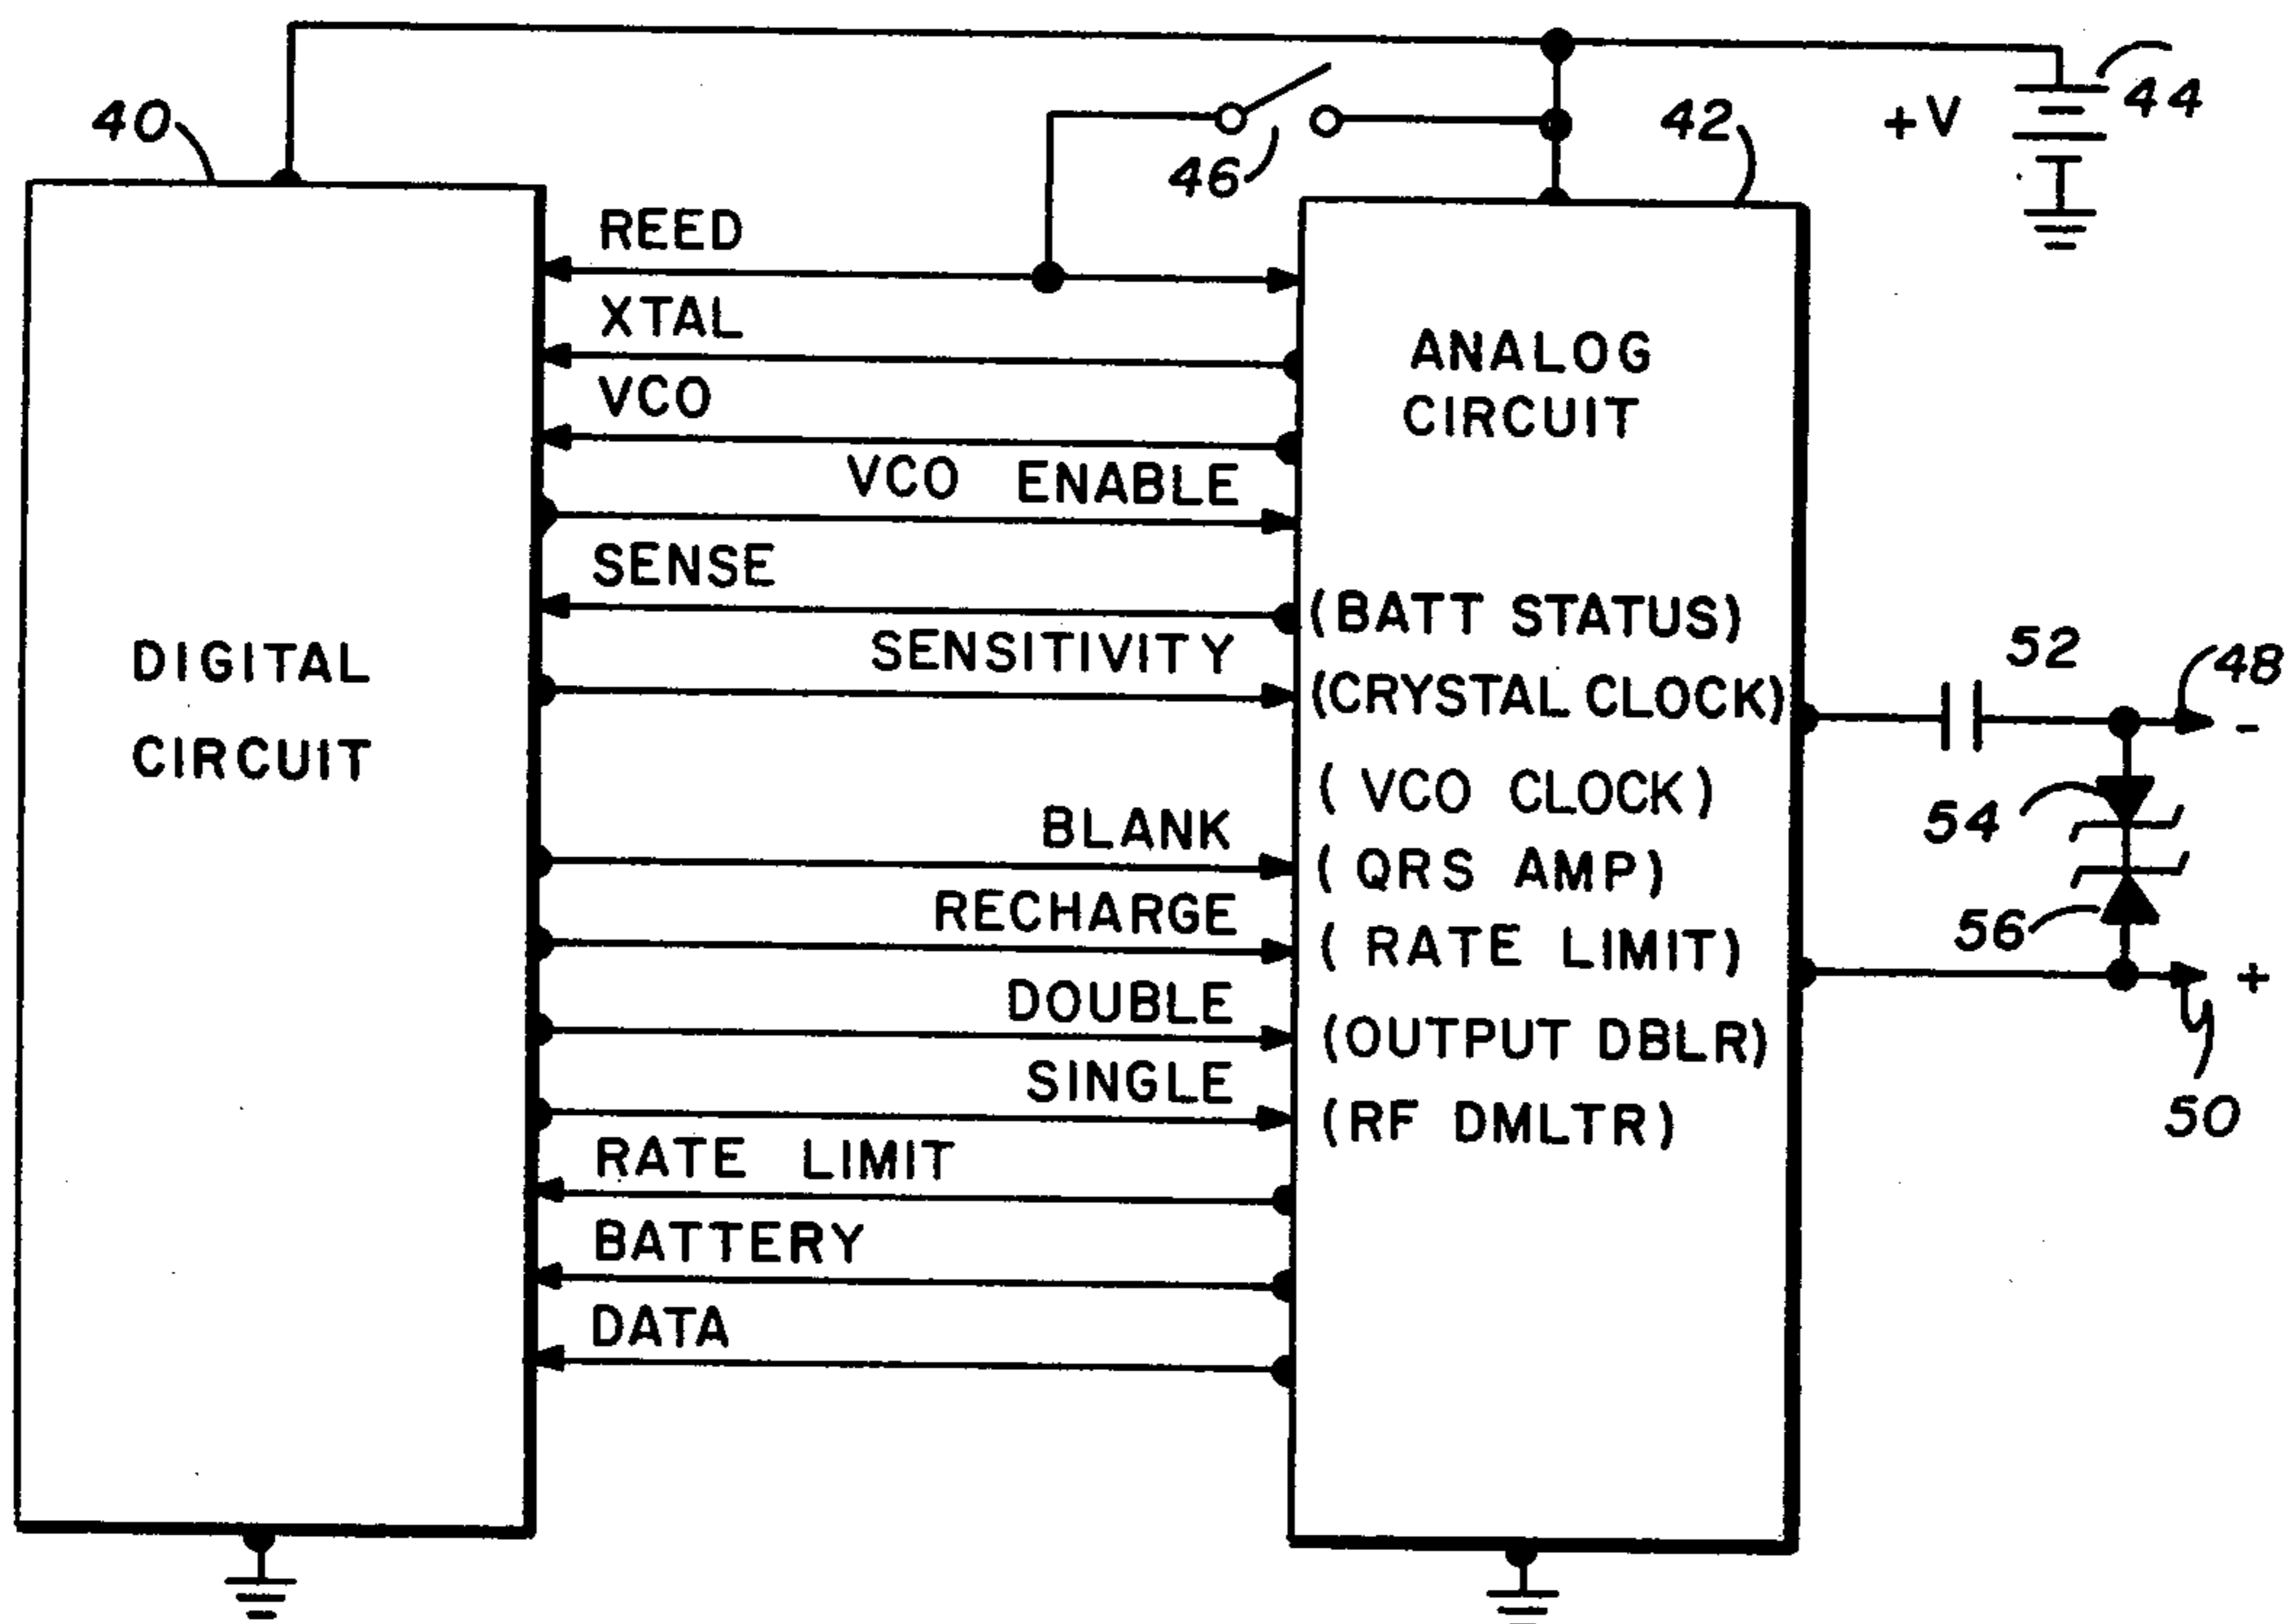 40
46
42
+V
44
REED
XTAL
VCO
VCO ENABLE
SENSE
SENSITIVITY
BLANK
RECHARGE
DOUBLE
SINGLE
RATE LIMIT
BATTERY
DATA
DIGITAL
CIRCUIT
ANALOG
CIRCUIT
(BATT STATUS)
(CRYSTAL CLOCK)
( VCO CLOCK)
( QRS AMP)
( RATE LIMIT)
(OUTPUT DBLR)
(RF DMLTR)
52
48
-
54
56
+
50